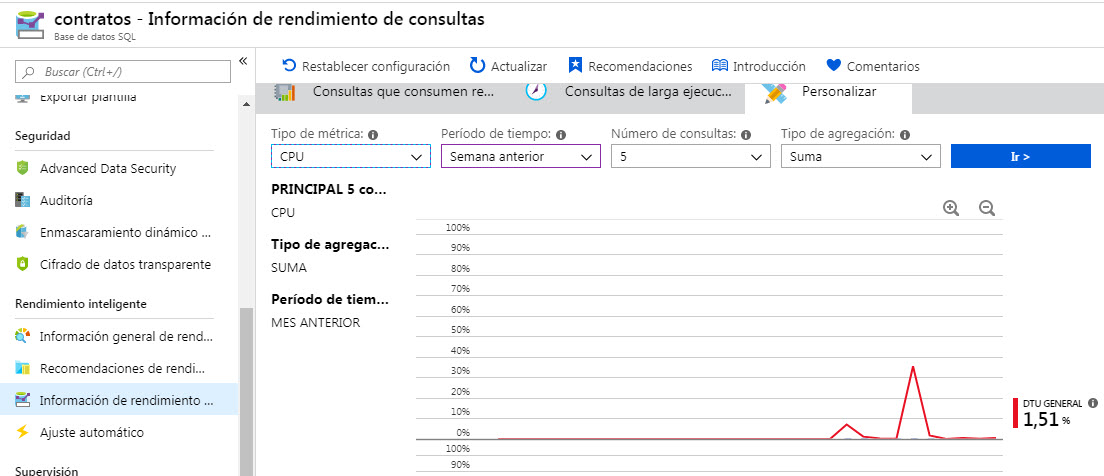 contratos - Información de rendimiento de consultas
Base de datos SQL
Buscar (Ctrl+/)
«
Exportar plantilla
Seguridad
Advanced Data Security
Auditoría
Enmascaramiento dinámico ...
Cifrado de datos transparente
Rendimiento inteligente
Información general de rend...
Recomendaciones de rendi...
Información de rendimiento ...
Ajuste automático
Supervisión
Restablecer configuración
Actualizar
Recomendaciones
Introducción
Comentarios
Consultas que consumen re...
Consultas de larga ejecuc...
Personalizar
Tipo de métrica:
CPU
Período de tiempo:
Semana anterior
Número de consultas:
5
Tipo de agregación:
Suma
Ir >
PRINCIPAL 5 co...
CPU
Tipo de agregac...
SUMA
Período de tiem...
MES ANTERIOR
100%
90%
80%
70%
60%
50%
40%
30%
20%
10%
0%
100%
90%
DTU GENERAL
1,51 %